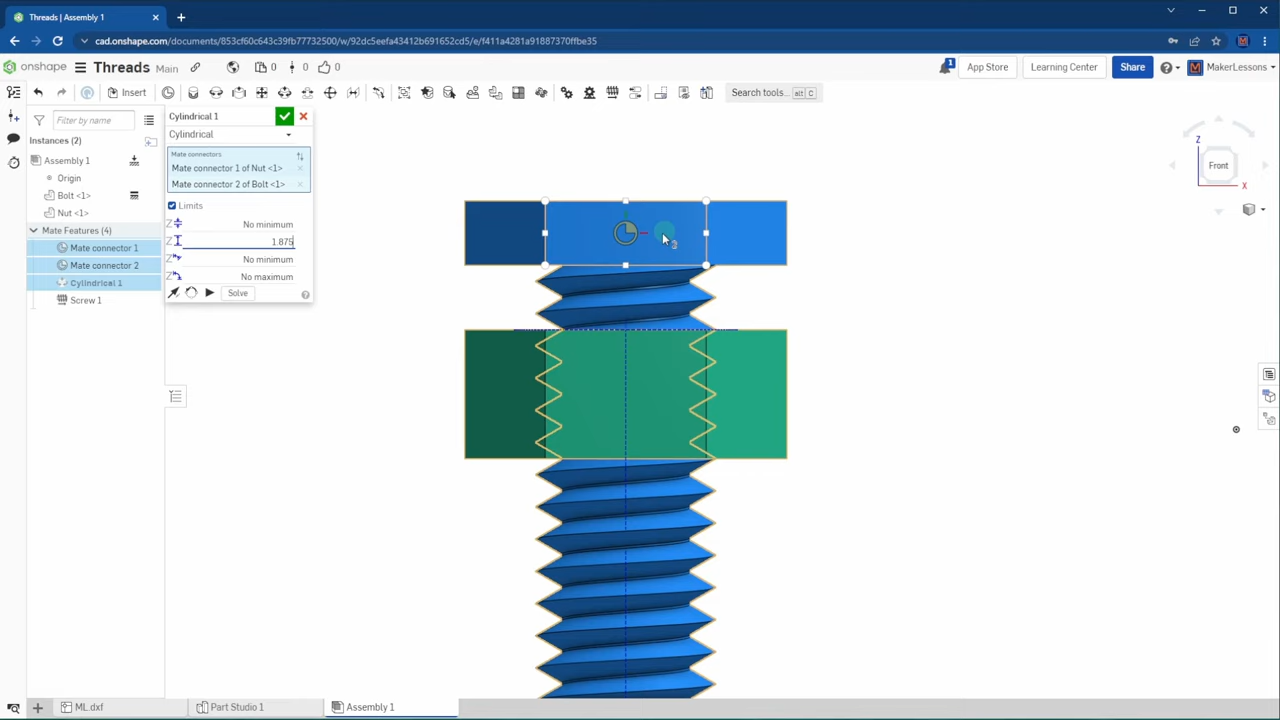 Threads | Assembly 1
cad.onshape.com/documents/853cf60c643c39fb77732500/w/92dc5eefa43412b691652cd5/e/f411a4281a91887370ffbe35
onshape Threads Main 0 0 0
1 App Store Learning Center Share MakerLessons
Insert
Search tools... alt C
Filter by name
Instances (2)
Assembly 1
Origin
Bolt <1>
Nut <1>
Mate Features (4)
Mate connector 1
Mate connector 2
Cylindrical 1
Screw 1
Cylindrical 1
Cylindrical
Mate connectors
Mate connector 1 of Nut <1>
Mate connector 2 of Bolt <1>
Limits
Z No minimum
Z 1.875
Z No minimum
Z No maximum
Solve
Z
Front
X
ML.dxf
Part Studio 1
Assembly 1